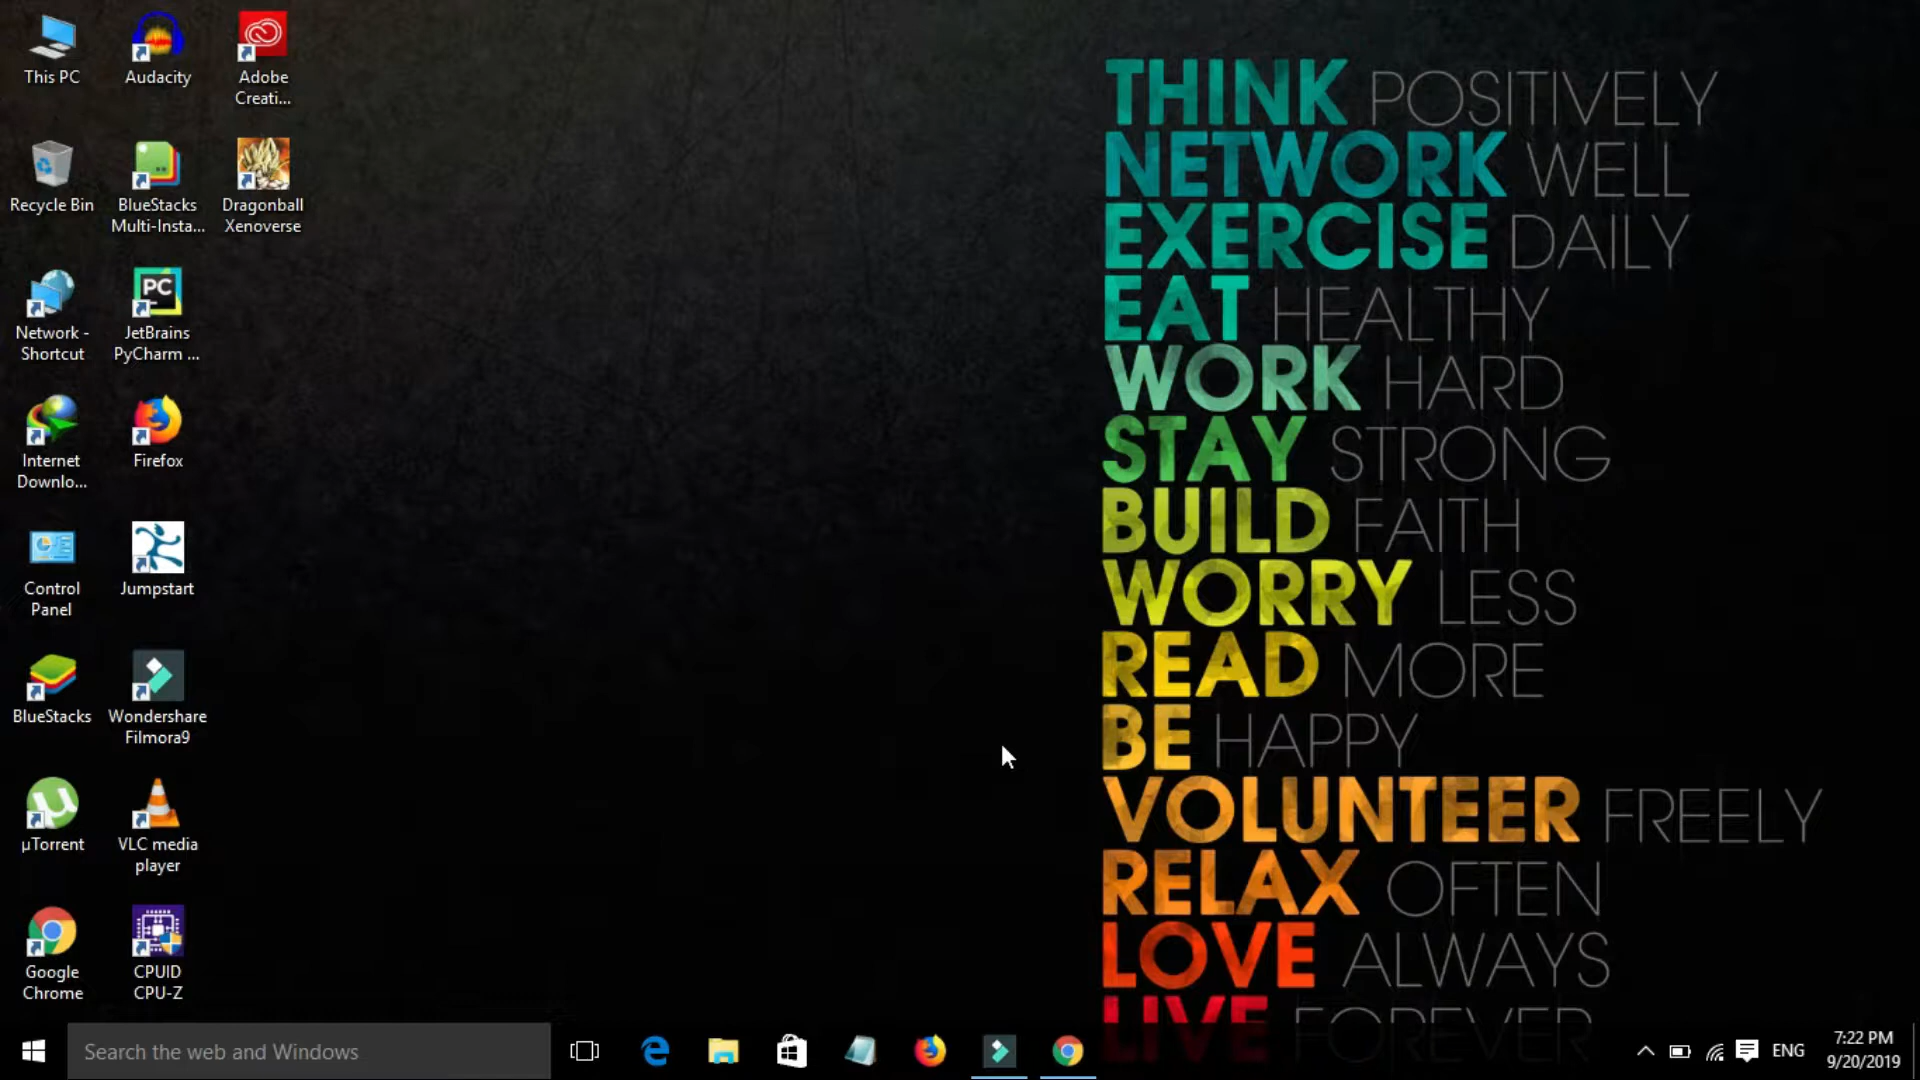 This PC
Audacity
Adobe
Creati...
Recycle Bin
BlueStacks
Multi-Insta...
Dragonball
Xenoverse
Network -
Shortcut
PC
JetBrains
PyCharm ...
Internet
Downlo...
Firefox
Control
Panel
Jumpstart
BlueStacks
Wondershare
Filmora9
µTorrent
VLC media
player
Google
Chrome
CPUID
CPU-Z
THINK POSITIVELY
NETWORK WELL
EXERCISE DAILY
EAT HEALTHY
WORK HARD
STAY STRONG
BUILD FAITH
WORRY LESS
READ MORE
BE HAPPY
VOLUNTEER FREELY
RELAX OFTEN
LOVE ALWAYS
LIVE FOREVER
Search the web and Windows
ENG
7:22 PM
9/20/2019